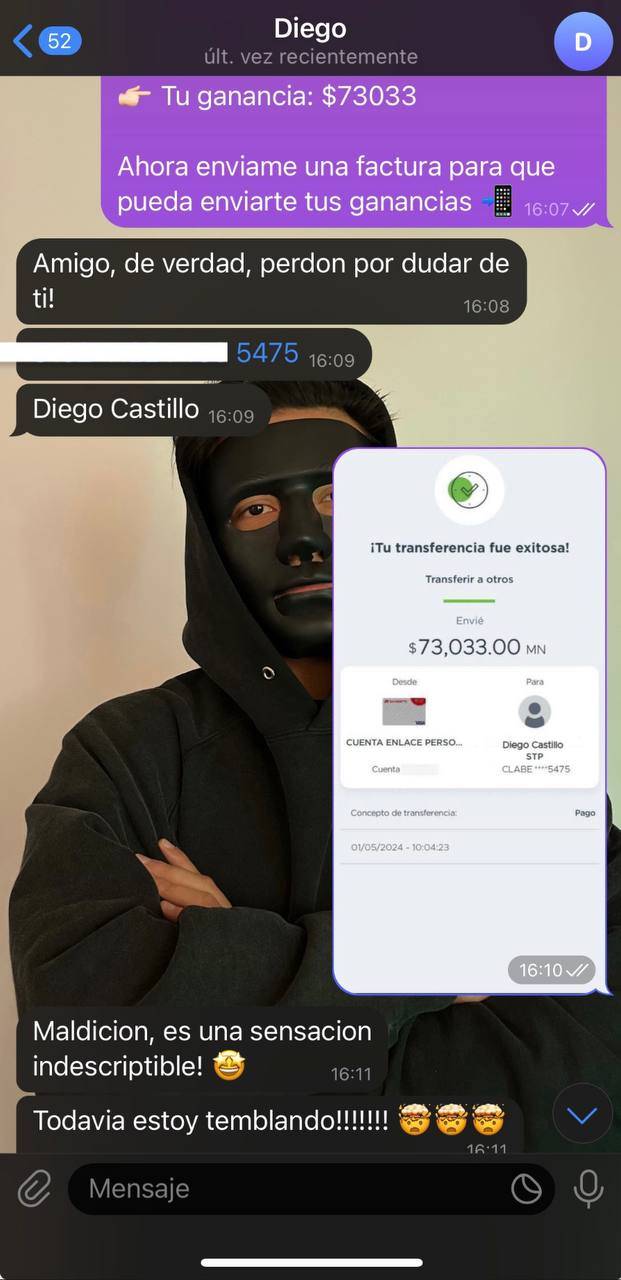 52
Diego
últ. vez recientemente
D
👉🏻 Tu ganancia: $73033
Ahora enviame una factura para que
pueda enviarte tus ganancias 📲 16:07
Amigo, de verdad, perdon por dudar de
ti!
16:08
5475 16:09
Diego Castillo 16:09
¡Tu transferencia fue exitosa!
Transferir a otros
Envié
$73,033.00 MN
Desde
Para
CUENTA ENLACE PERSO...
Cuenta
Diego Castillo
STP
CLABE ****5475
Concepto de transferencia:
Pago
01/05/2024 - 10:04:23
16:10
Maldicion, es una sensacion
indescriptible! 🤩 16:11
Todavia estoy temblando!!!!!!! 🤯🤯🤯
16:11
Mensaje